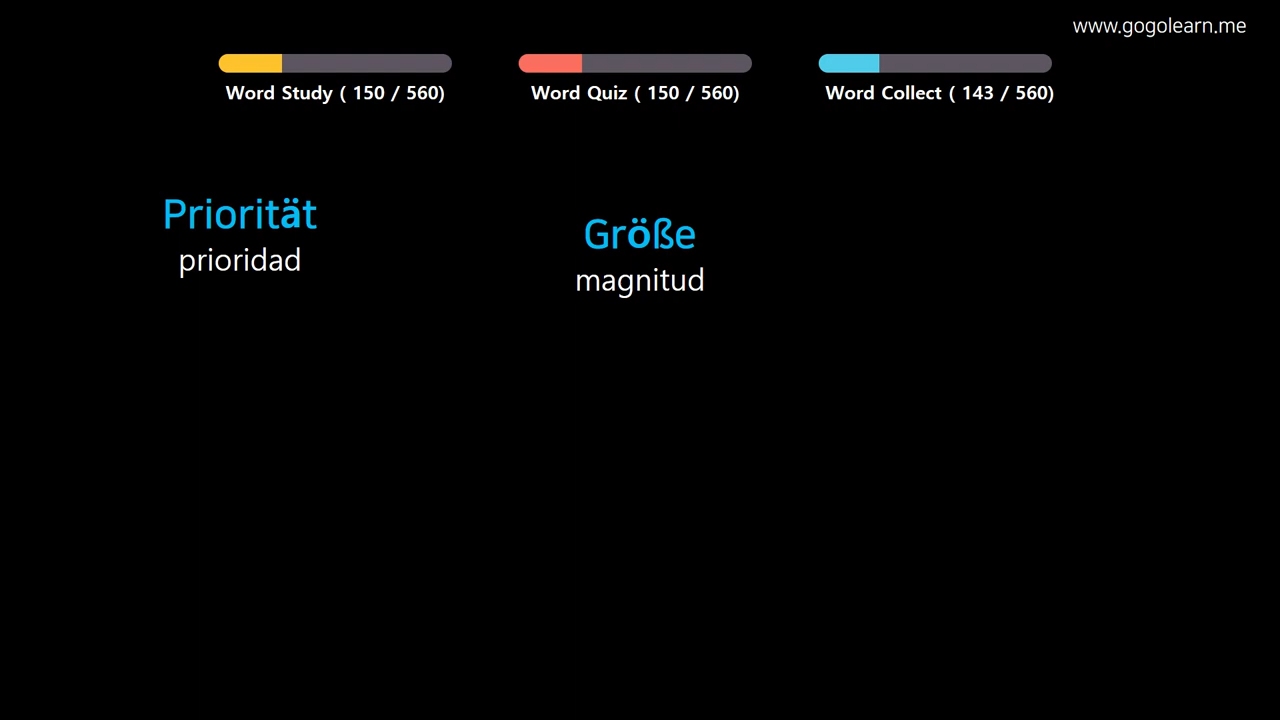 www.gogolearn.me
Word Study ( 150 / 560)
Word Quiz ( 150 / 560)
Word Collect ( 143 / 560)
Priorität
prioridad
Größe
magnitud